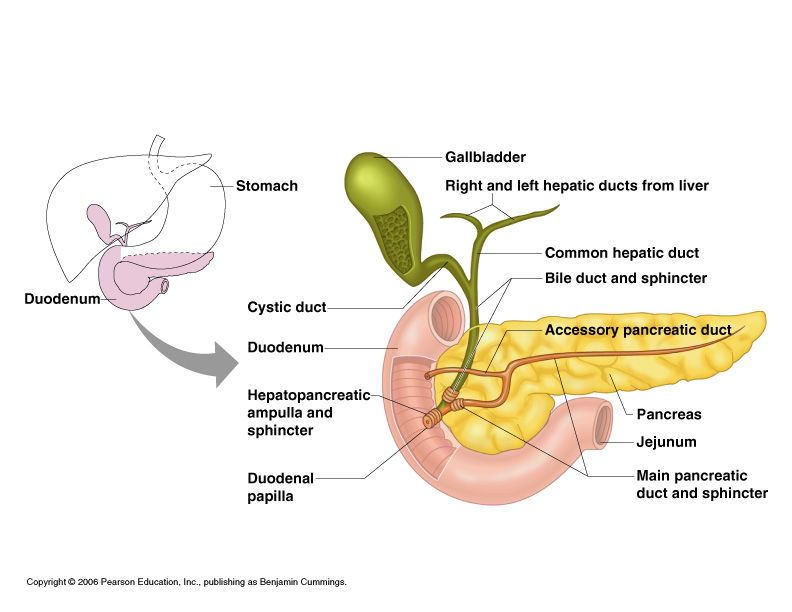 Gallbladder
Right and left hepatic ducts from liver
Stomach
Common hepatic duct
Bile duct and sphincter
Duodenum
Cystic duct
Accessory pancreatic duct
Duodenum
Hepatopancreatic
ampulla and
sphincter
Pancreas
Jejunum
Duodenal
papilla
Main pancreatic
duct and sphincter
Copyright © 2006 Pearson Education, Inc., publishing as Benjamin Cummings.